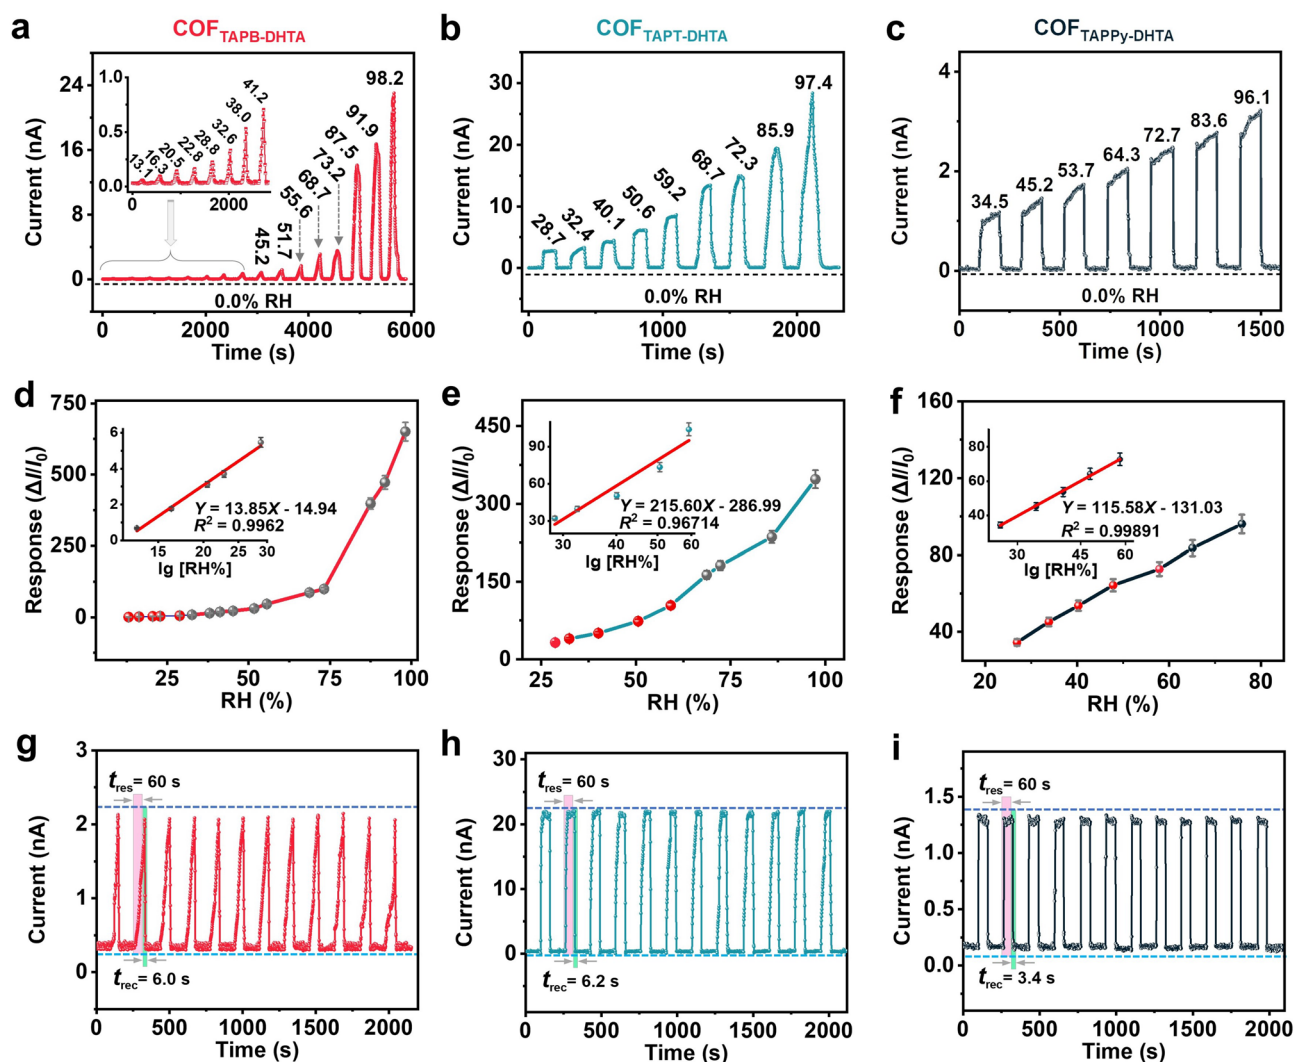 a
COF TAPB-DHTA
Current (nA)
24
16
8
0
1.0
0.5
0.0
13.1
16.3
20.5
22.8
28.8
32.6
38.0
41.2
0
2000
45.2
51.7
55.6
68.7
73.2
87.5
91.9
98.2
0.0% RH
0
2000
4000
6000
Time (s)
b
COF TAPT-DHTA
Current (nA)
30
20
10
0
28.7
32.4
40.1
50.6
59.2
68.7
72.3
85.9
97.4
0.0% RH
0
500
1000
1500
2000
Time (s)
c
COF TAPPy-DHTA
Current (nA)
4
2
0
34.5
45.2
53.7
64.3
72.7
83.6
96.1
0.0% RH
0
500
1000
1500
Time (s)
d
Response (ΔI/I0)
750
500
250
0
6
4
2
0
Y = 13.85X - 14.94
R² = 0.9962
10
20
30
lg [RH%]
25
50
75
100
RH (%)
e
Response (ΔI/I0)
450
300
150
0
90
60
30
Y = 215.60X - 286.99
R² = 0.96714
30
40
50
60
lg [RH%]
25
50
75
100
RH (%)
f
Response (ΔI/I0)
160
120
80
40
90
60
30
Y = 115.58X - 131.03
R² = 0.99891
30
48
60
lg [RH%]
20
40
60
80
RH (%)
g
Current (nA)
3
2
1
0
tres= 60 s
trec= 6.0 s
0
500
1000
1500
2000
Time (s)
h
Current (nA)
30
20
10
0
tres= 60 s
trec= 6.2 s
0
500
1000
1500
2000
Time (s)
i
Current (nA)
1.5
1.0
0.5
0.0
tres= 60 s
trec= 3.4 s
0
500
1000
1500
2000
Time (s)